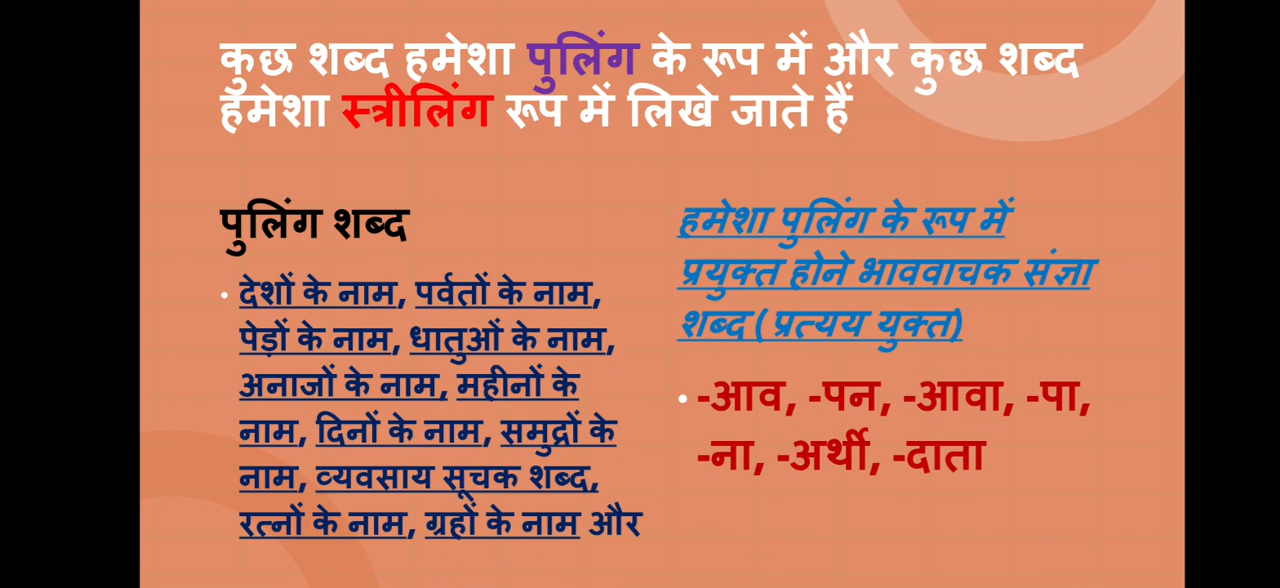 कुछ शब्द हमेशा पुलिंग के रूप में और कुछ शब्द
हमेशा स्त्रीलिंग रूप में लिखे जाते हैं
पुलिंग शब्द
• देशों के नाम, पर्वतों के नाम,
पेड़ों के नाम, धातुओं के नाम,
अनाजों के नाम, महीनों के
नाम, दिनों के नाम, समुद्रों के
नाम, व्यवसाय सूचक शब्द,
रत्नों के नाम, ग्रहों के नाम और
हमेशा पुलिंग के रूप में
प्रयुक्त होने भाववाचक संज्ञा
शब्द ( प्रत्यय युक्त)
• -आव, -पन, -आवा, -पा,
-ना, -अर्थी, -दाता